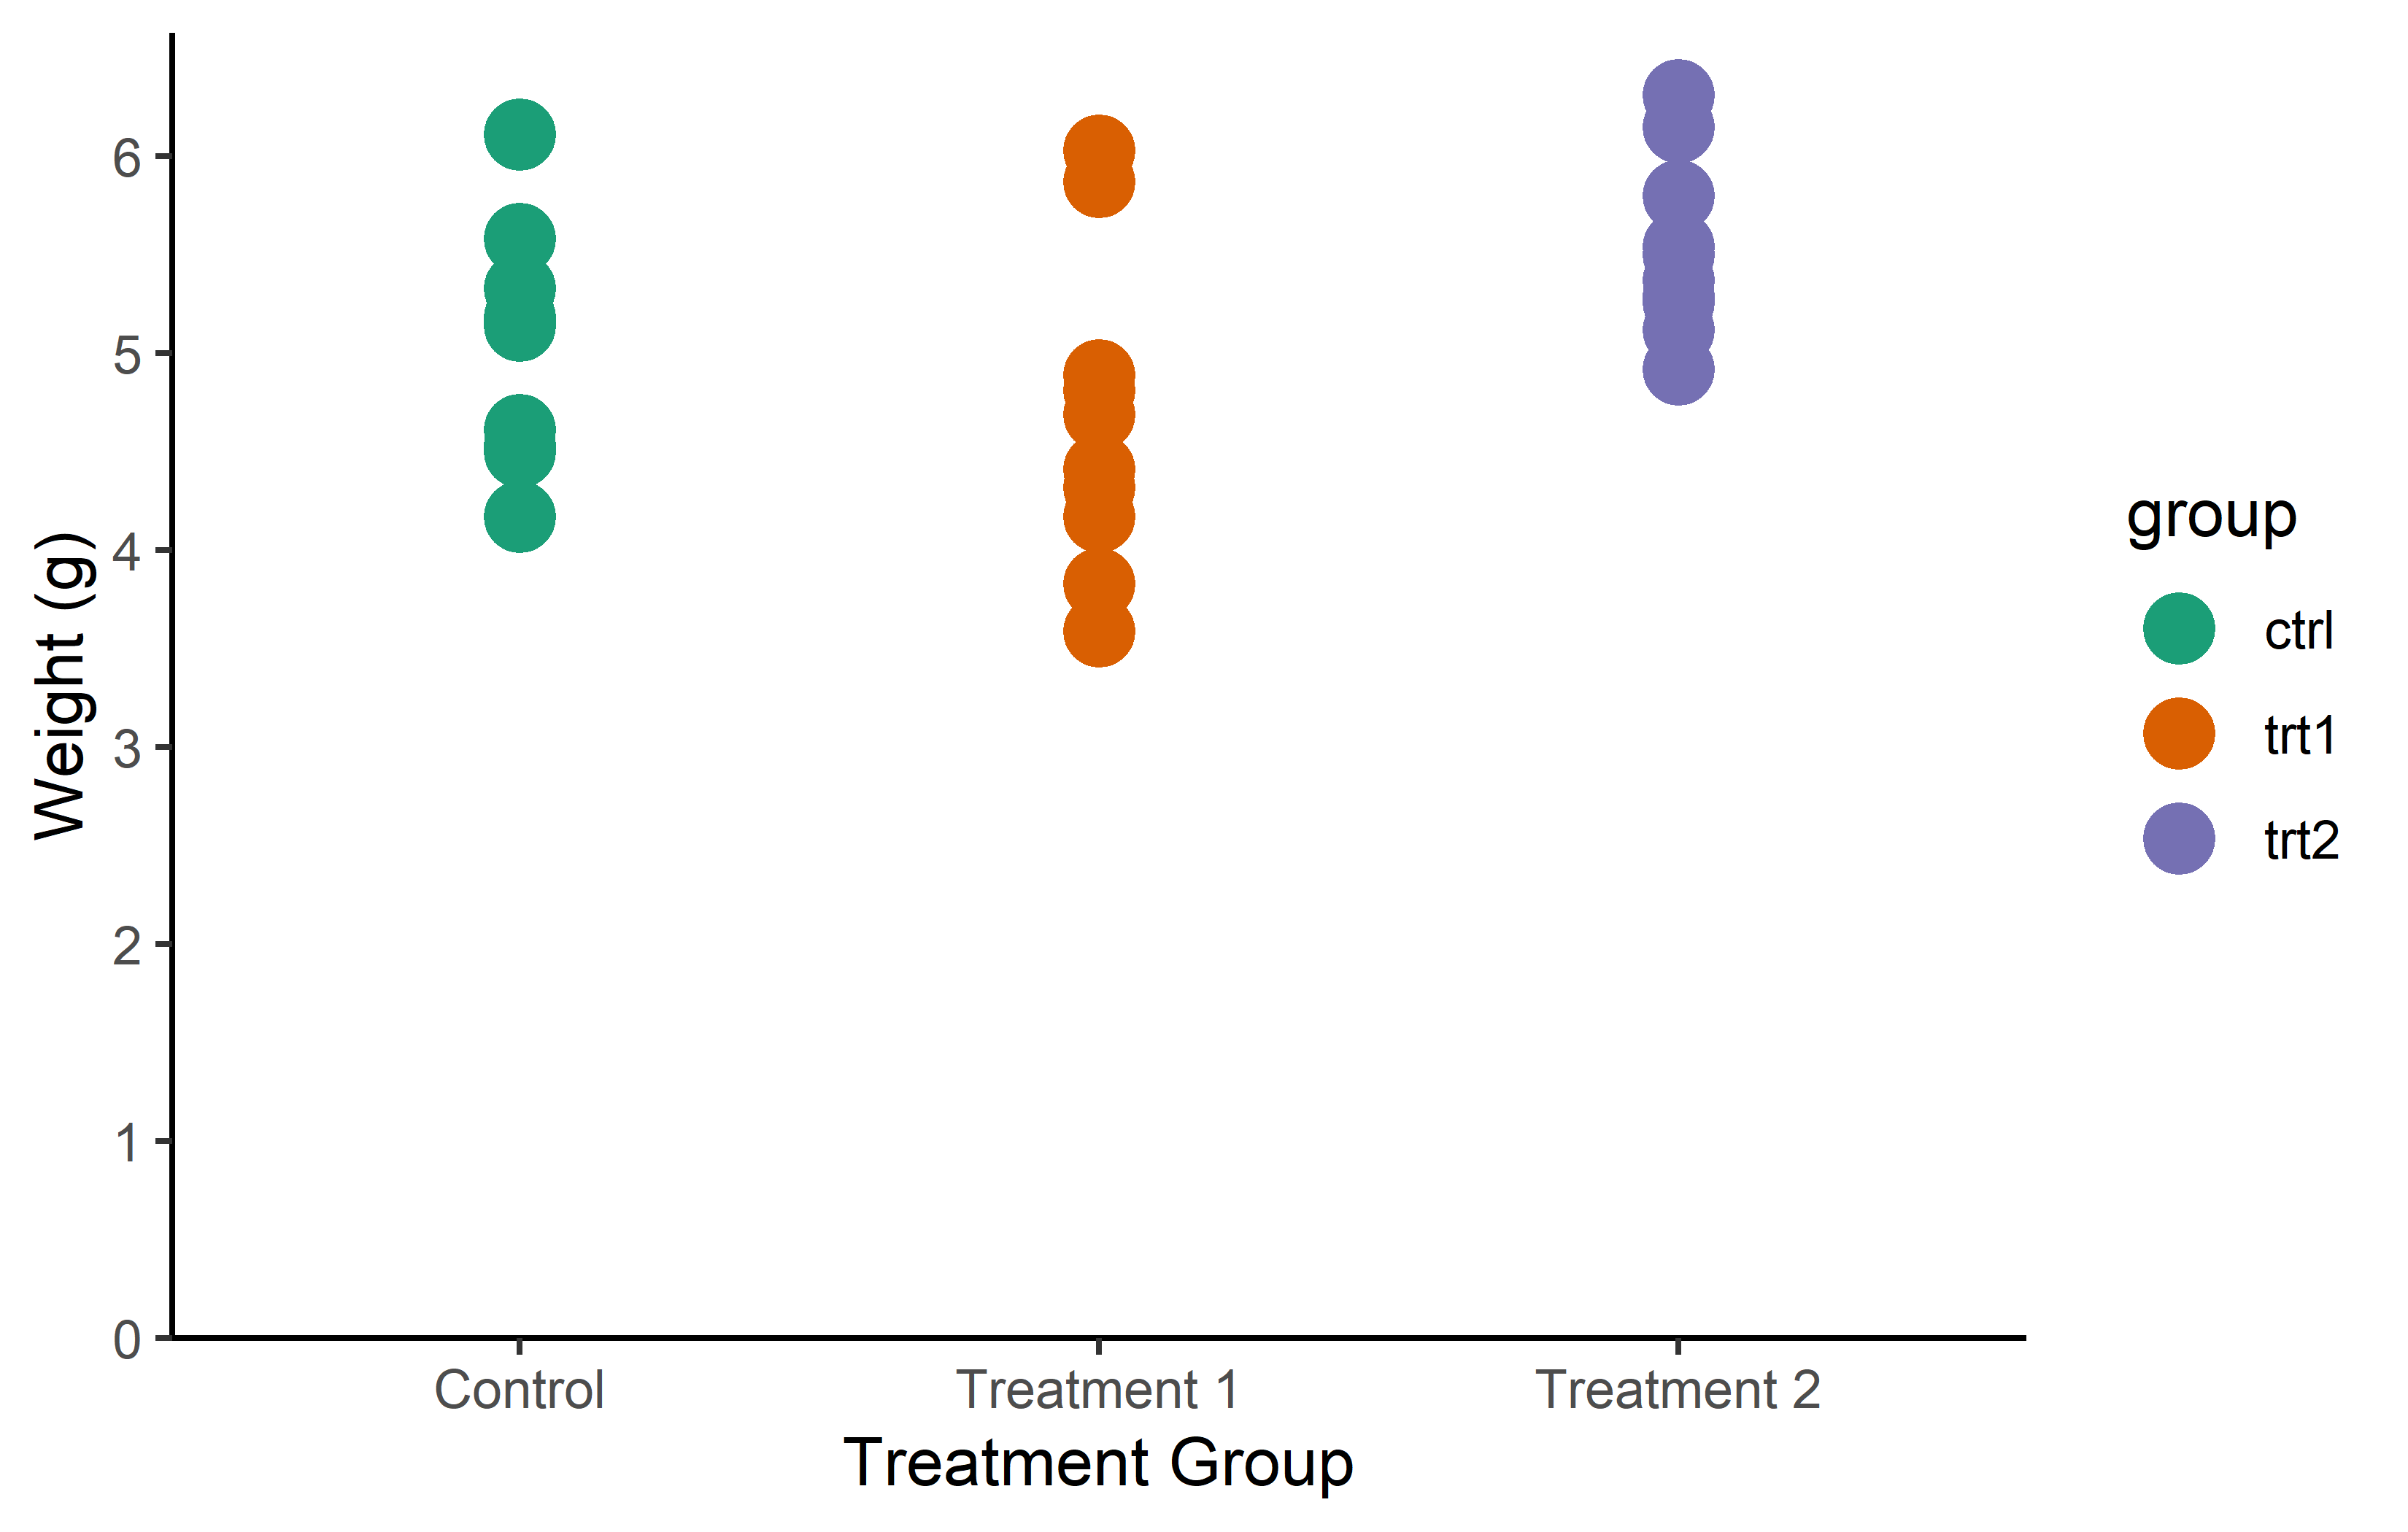 Weight (g)
6
5
4
3
2
1
0
Control
Treatment 1
Treatment 2
Treatment Group
group
ctrl
trt1
trt2